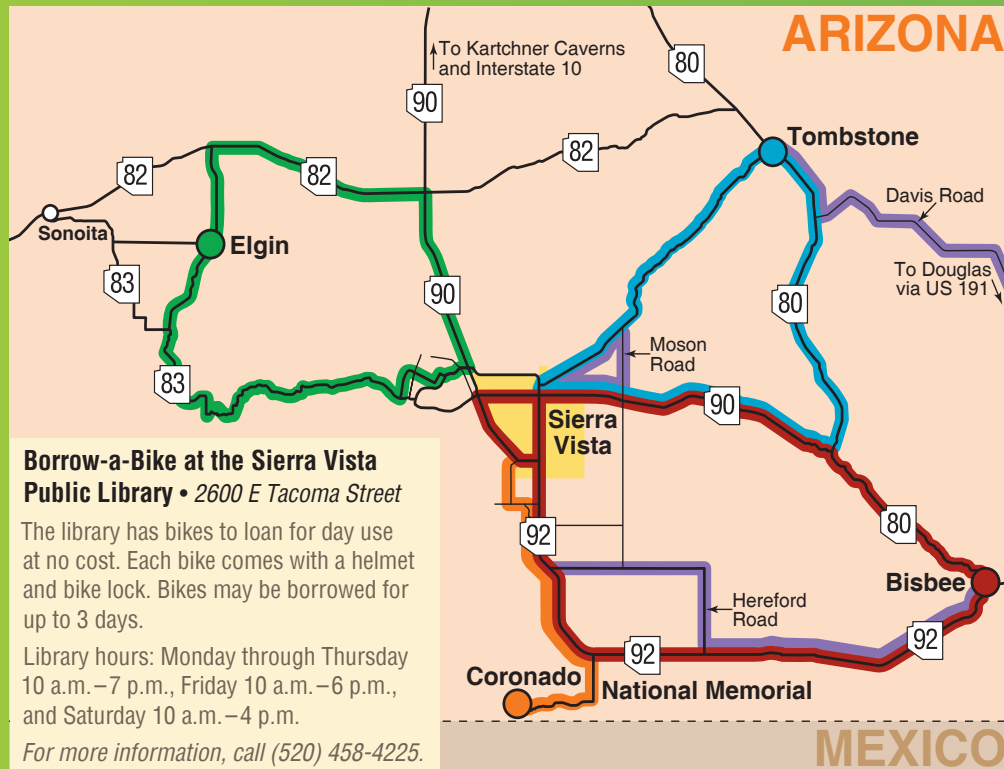 ARIZONA
To Kartchner Caverns
and Interstate 10
80
90
Tombstone
82
82
82
Davis Road
Sonoita
Elgin
To Douglas
via US 191
83
90
80
Moson
Road
83
90
Sierra
Vista
Borrow-a-Bike at the Sierra Vista
Public Library • 2600 E Tacoma Street
The library has bikes to loan for day use
at no cost. Each bike comes with a helmet
and bike lock. Bikes may be borrowed for
up to 3 days.
Library hours: Monday through Thursday
10 a.m.–7 p.m., Friday 10 a.m.–6 p.m.,
and Saturday 10 a.m.–4 p.m.
For more information, call (520) 458-4225.
92
80
Bisbee
Hereford
Road
92
92
Coronado
National Memorial
MEXICO